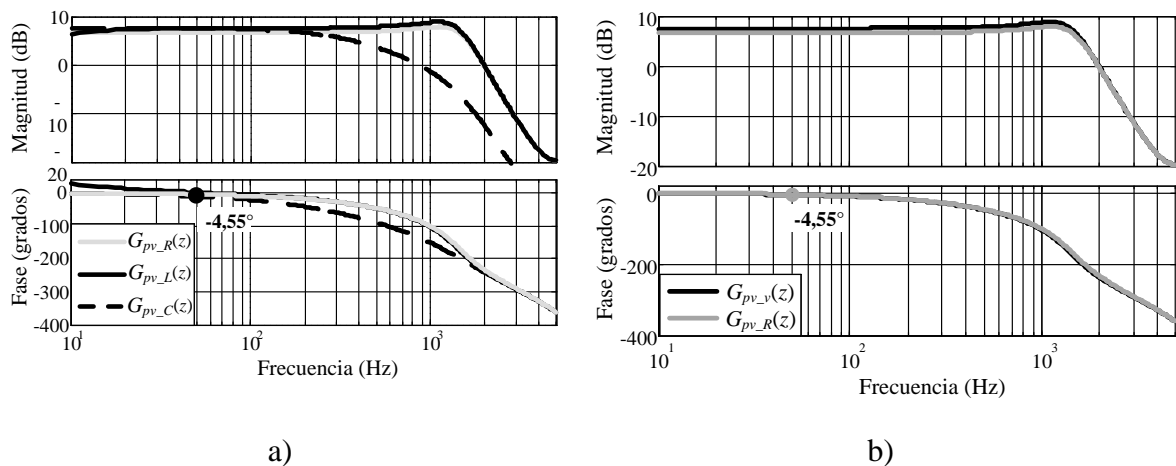 10
0
-
10
-
Magnitud (dB)
20
0
-100
-200
-300
-400
Fase (grados)
-4,55°
G_pv_R(z)
G_pv_L(z)
G_pv_C(z)
10^1
10^2
10^3
Frecuencia (Hz)
a)
10
0
-10
-20
Magnitud (dB)
0
-200
-400
Fase (grados)
-4,55°
G_pv_v(z)
G_pv_R(z)
10^1
10^2
10^3
Frecuencia (Hz)
b)